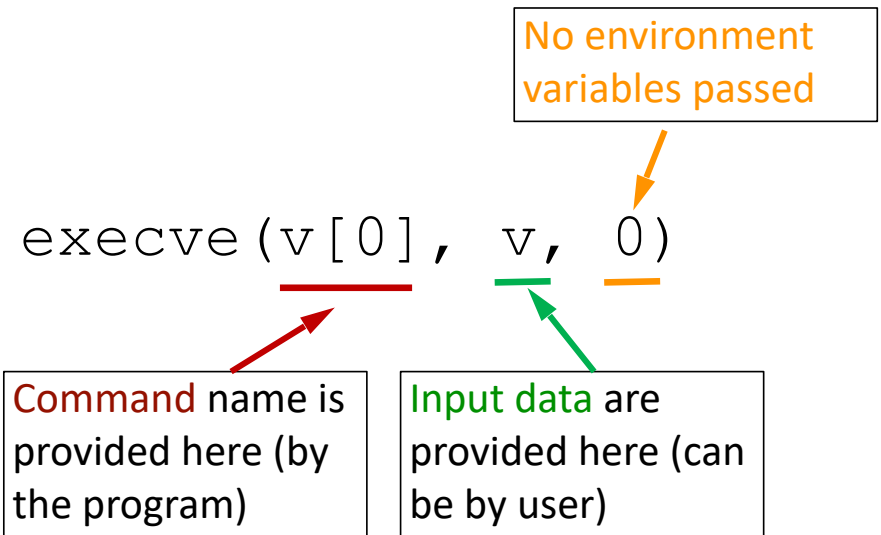 No environment
variables passed
execve(v[0], v, 0)
Command name is
provided here (by
the program)
Input data are
provided here (can
be by user)